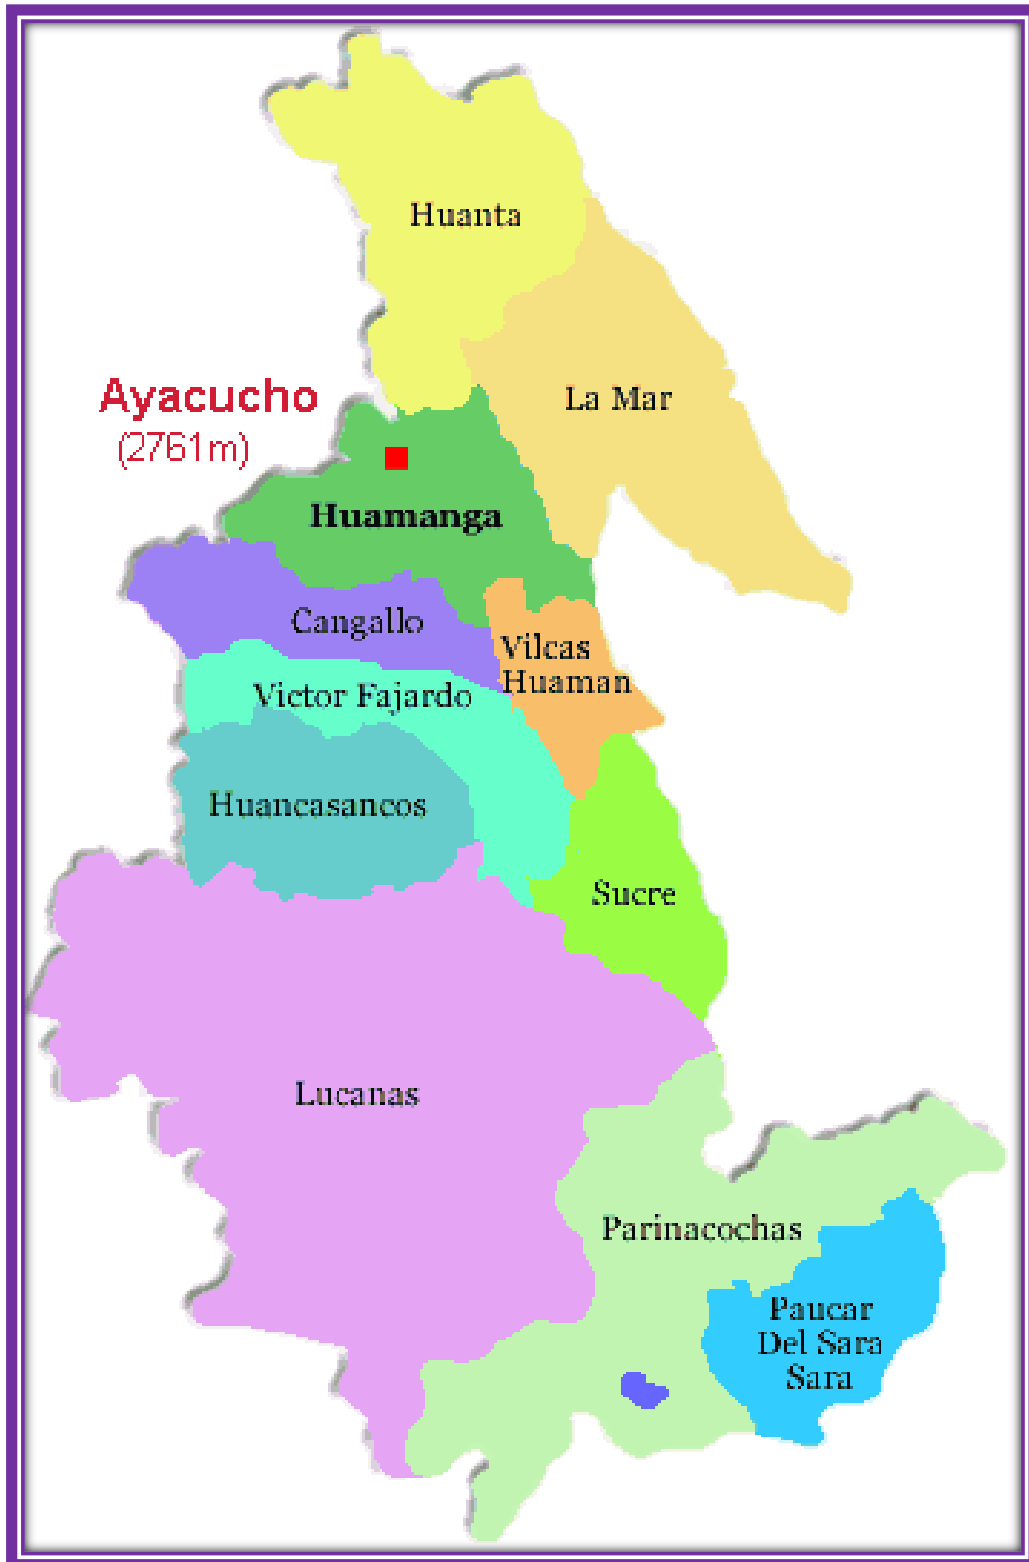 Huanta
La Mar
Ayacucho
(2761m)
Huamanga
Cangallo
Vilcas
Huaman
Victor Fajardo
Huancasancos
Sucre
Lucanas
Parinacochas
Paucar
Del Sara
Sara